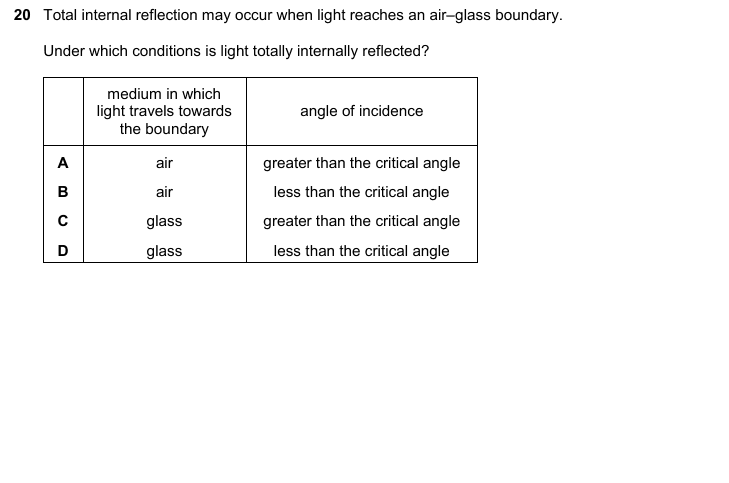 20 Total internal reflection may occur when light reaches an air–glass boundary.
Under which conditions is light totally internally reflected?
medium in which
light travels towards
the boundary
angle of incidence
A air greater than the critical angle
B air less than the critical angle
C glass greater than the critical angle
D glass less than the critical angle